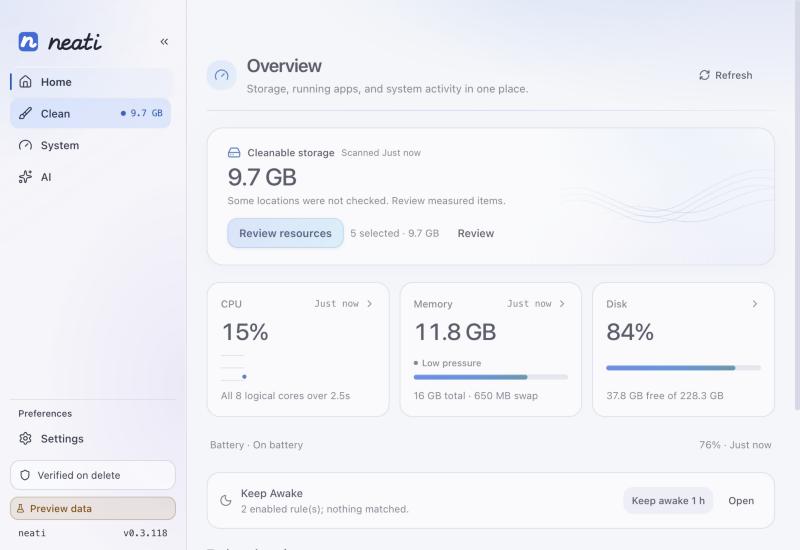 neati
Home
Clean
9.7 GB
System
AI
Preferences
Settings
Verified on delete
Preview data
neati
v0.3.118
Overview
Storage, running apps, and system activity in one place.
Refresh
Cleanable storage Scanned Just now
9.7 GB
Some locations were not checked. Review measured items.
Review resources 5 selected · 9.7 GB Review
CPU Just now
15%
All 8 logical cores over 2.5s
Memory Just now
11.8 GB
Low pressure
16 GB total · 650 MB swap
Disk
84%
37.8 GB free of 228.3 GB
Battery · On battery
76% · Just now
Keep Awake
2 enabled rule(s); nothing matched.
Keep awake 1 h
Open